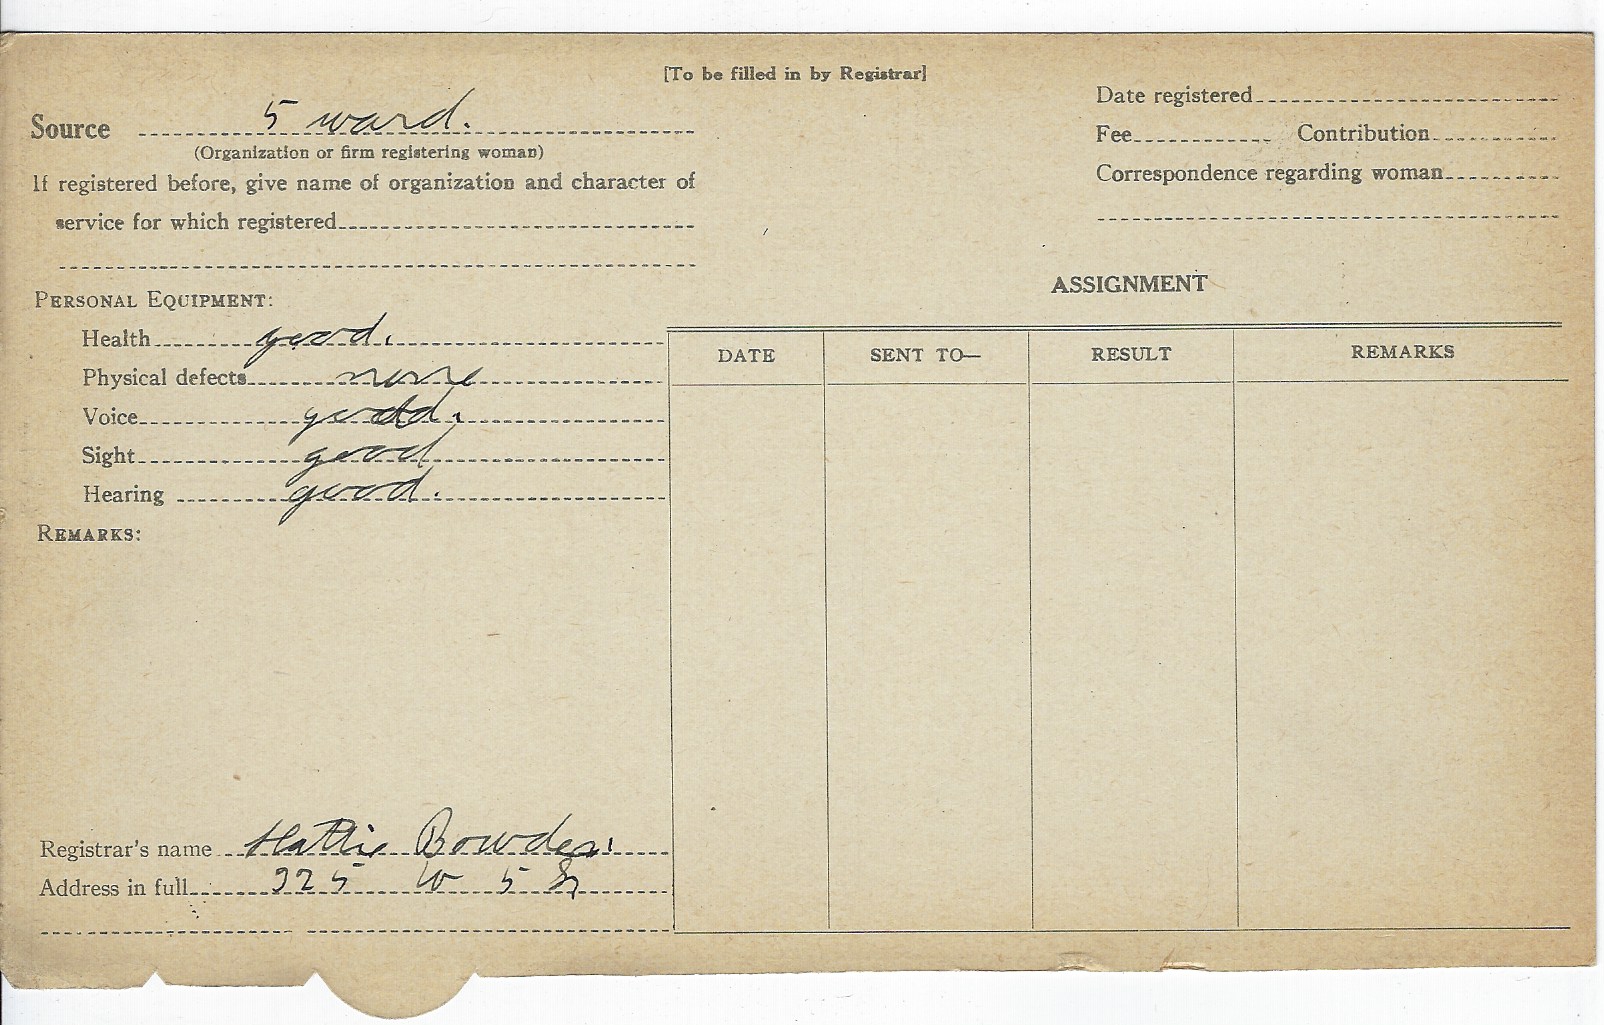 [To be filled in by Registrar]
Source 5 ward.
(Organization or firm registering woman)
If registered before, give name of organization and character of
service for which registered
Date registered
Fee Contribution
Correspondence regarding woman
PERSONAL EQUIPMENT:
Health good.
Physical defects none
Voice good.
Sight good
Hearing good.
REMARKS:
ASSIGNMENT
DATE SENT TO— RESULT REMARKS
Registrar's name Hattie Bowden.
Address in full 325 W 5 St